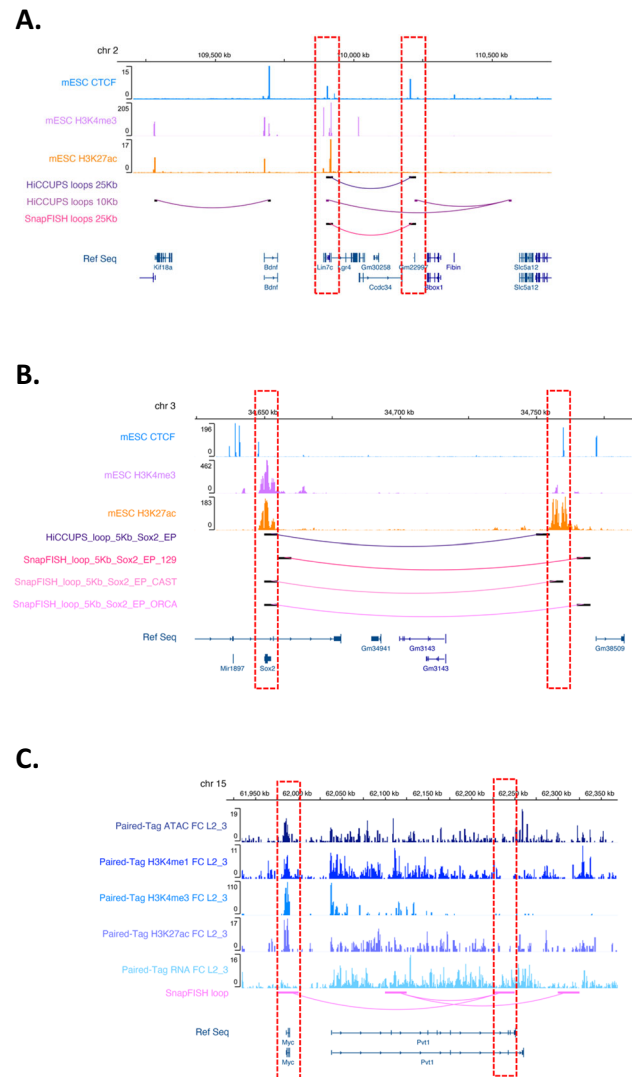 A.
chr 2
109,500 kb 110,000 kb 110,500 kb
mESC CTCF 15 0
mESC H3K4me3 205 0
mESC H3K27ac 17 0
HiCCUPS loops 25Kb
HiCCUPS loops 10Kb
SnapFISH loops 25Kb
Ref Seq
Kif18a Bdnf Lin7c Lgr4 Gm30258 Gm22997 Fibin Slc5a12
Bdnf Ccdc34 Bbox1 Slc5a12
B.
chr 3
34,650 kb 34,700 kb 34,750 kb
mESC CTCF 196 0
mESC H3K4me3 462 0
mESC H3K27ac 183 0
HiCCUPS_loop_5Kb_Sox2_EP
SnapFISH_loop_5Kb_Sox2_EP_129
SnapFISH_loop_5Kb_Sox2_EP_CAST
SnapFISH_loop_5Kb_Sox2_EP_ORCA
Ref Seq
Gm34941 Gm3143 Gm38509
Mir1897 Sox2 Gm3143
C.
chr 15
61,950 kb 62,000 kb 62,050 kb 62,100 kb 62,150 kb 62,200 kb 62,250 kb 62,300 kb 62,350 kb
Paired-Tag ATAC FC L2_3 19 0
Paired-Tag H3K4me1 FC L2_3 9 0
Paired-Tag H3K4me3 FC L2_3 110 0
Paired-Tag H3K27ac FC L2_3 17 0
Paired-Tag RNA FC L2_3 16 0
SnapFISH loop
Ref Seq
Myc Pvt1
Myc Pvt1